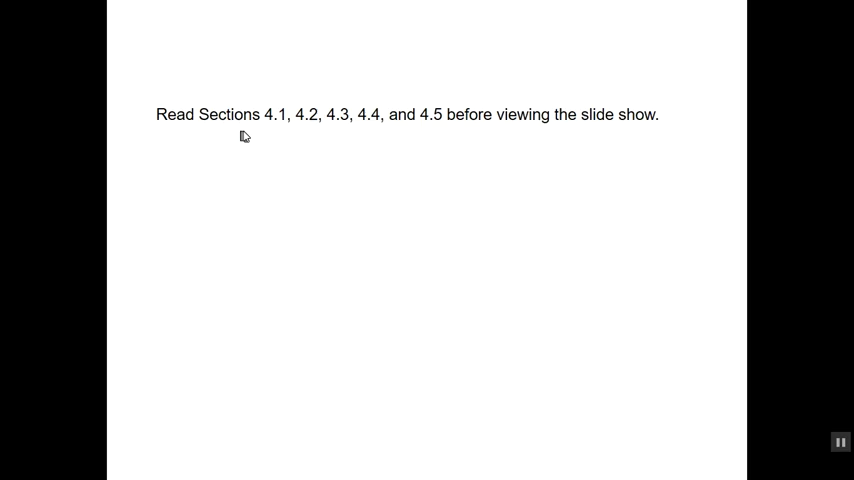 Read Sections 4.1, 4.2, 4.3, 4.4, and 4.5 before viewing the slide show.